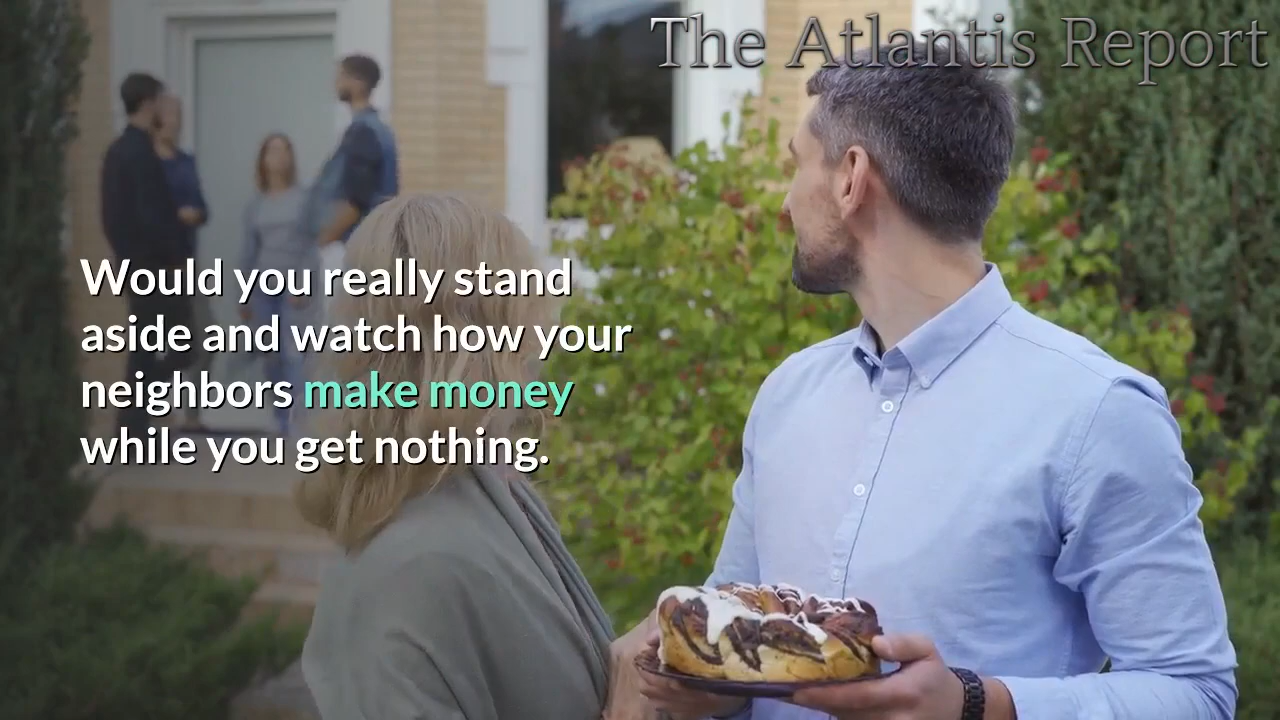 The Atlantis Report
Would you really stand
aside and watch how your
neighbors make money
while you get nothing.